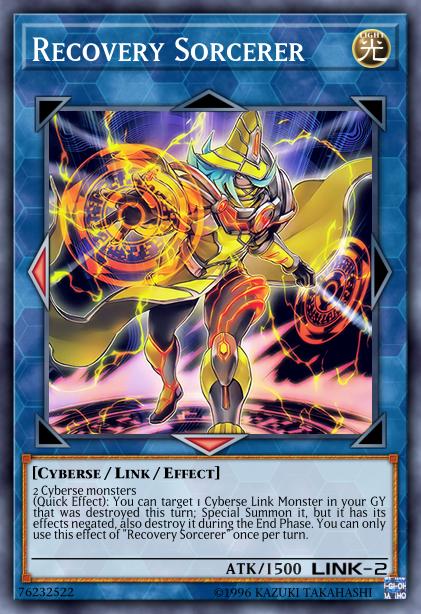 Recovery Sorcerer
LIGHT
光
[Cyberse / Link / Effect]
2 Cyberse monsters
(Quick Effect): You can target 1 Cyberse Link Monster in your GY
that was destroyed this turn; Special Summon it, but it has its
effects negated, also destroy it during the End Phase. You can only
use this effect of "Recovery Sorcerer" once per turn.
ATK/1500 LINK-2
76232522
©1996 KAZUKI TAKAHASHI